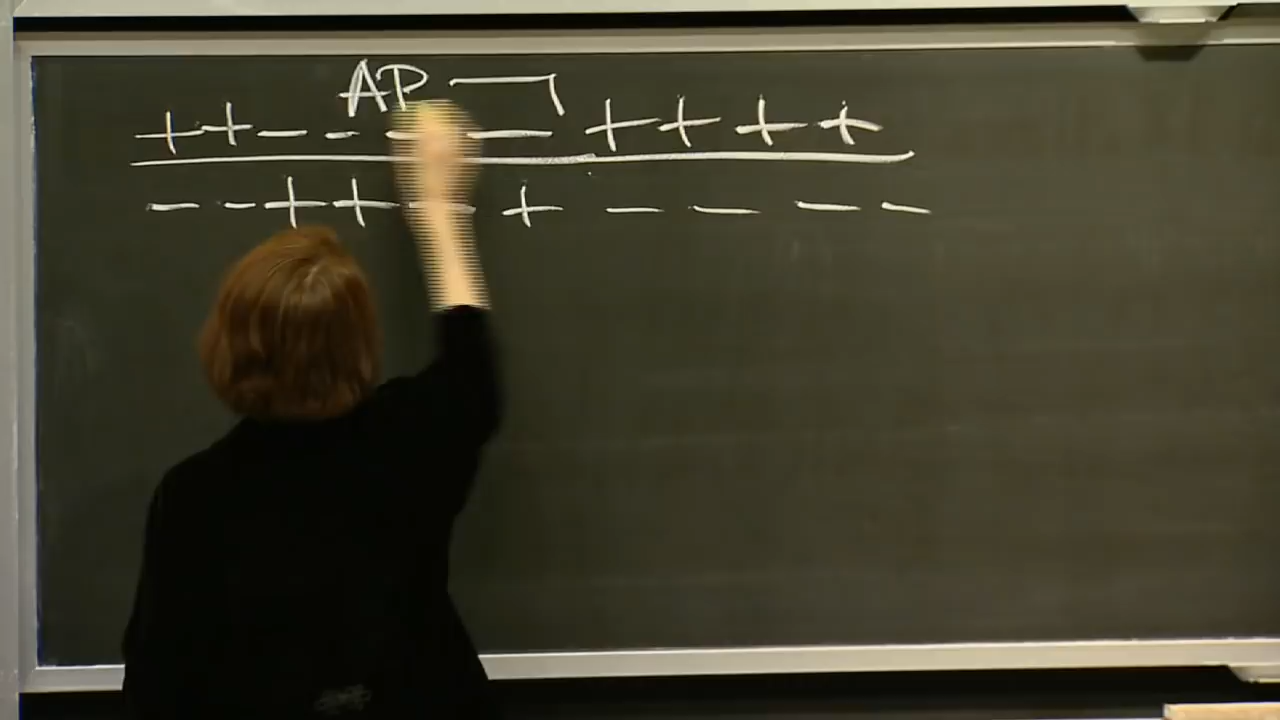 AP ¬
+ + - - - - + + + +
- - + + - + - - - -